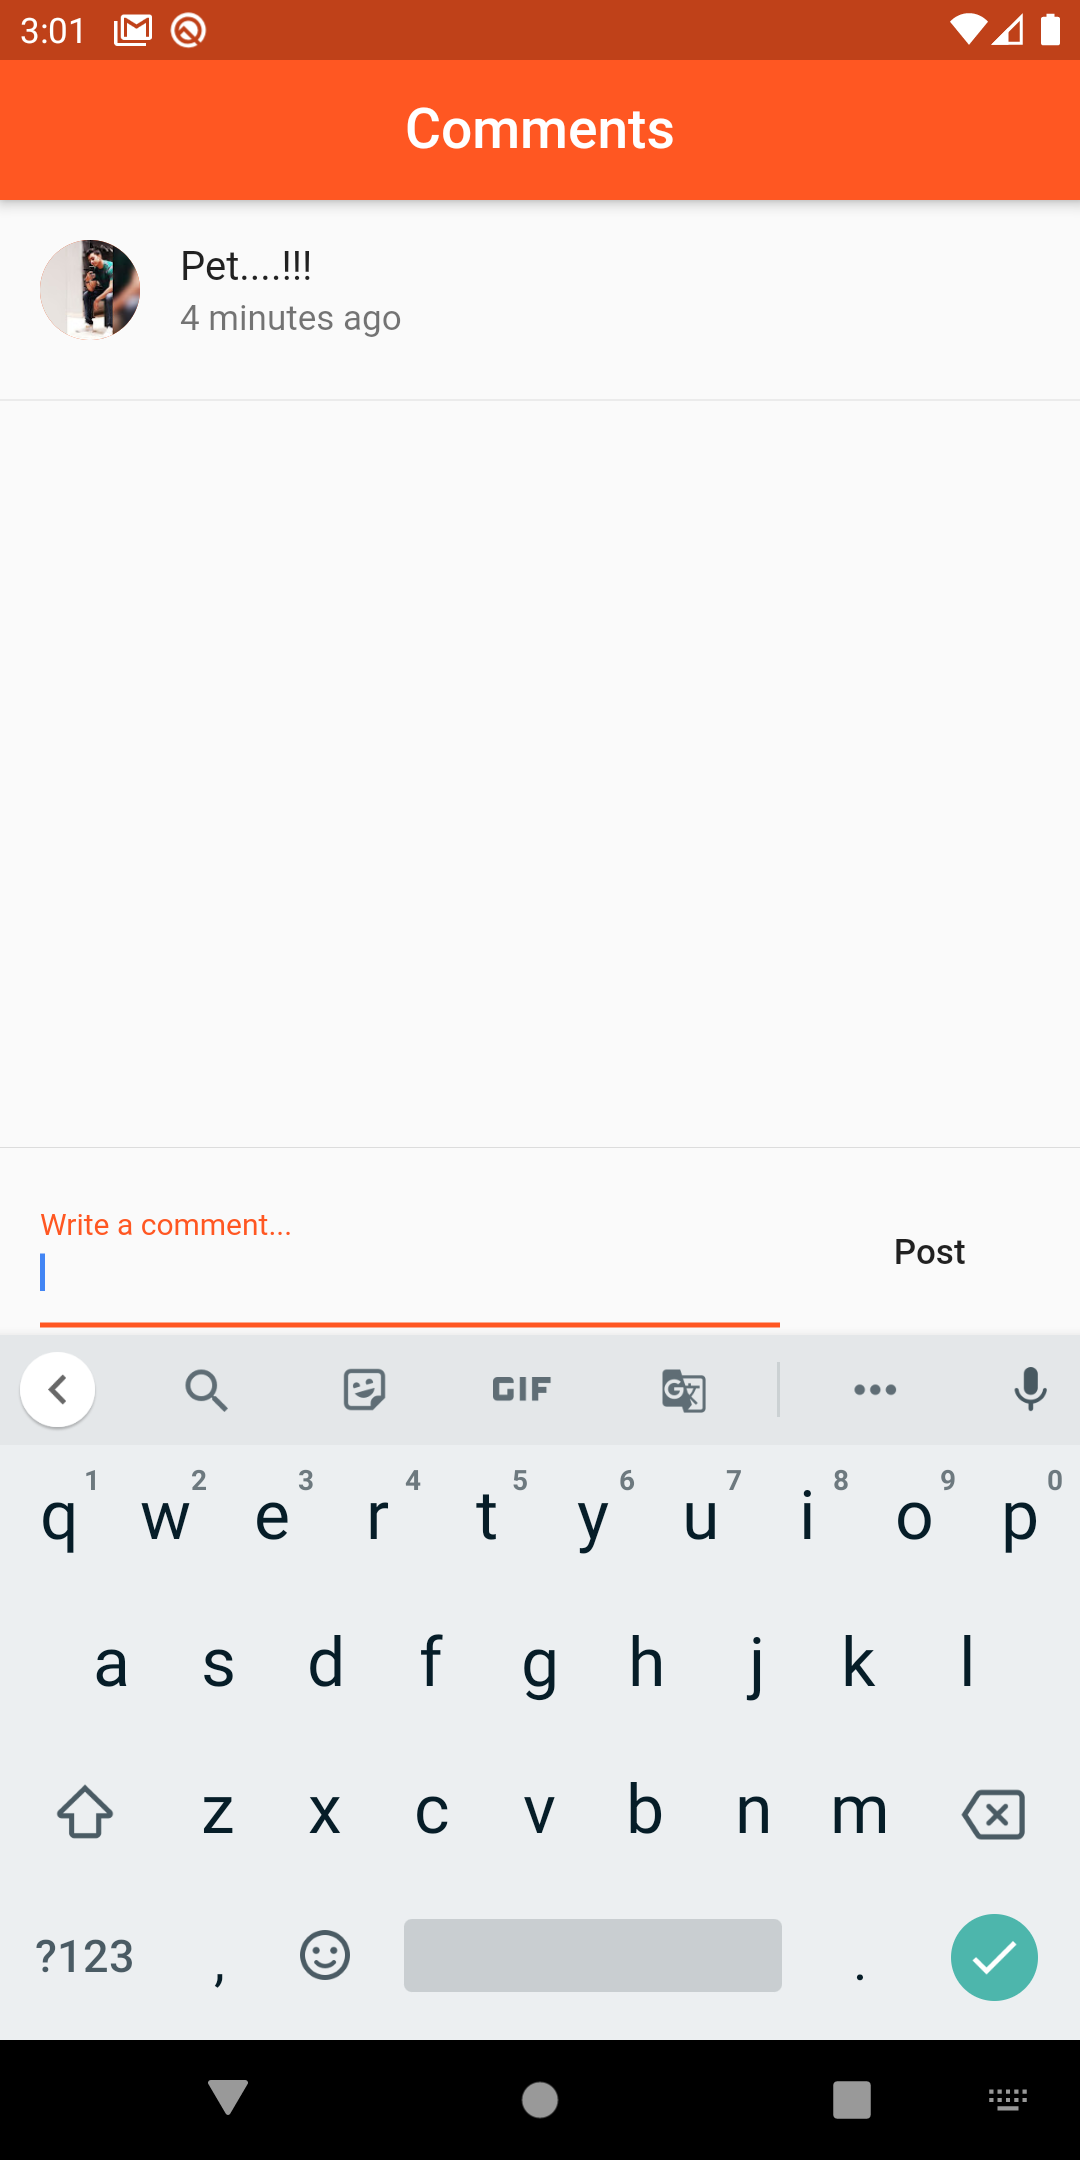 3:01
Comments
Pet....!!!
4 minutes ago
Write a comment...
Post
GIF
G
1 2 3 4 5 6 7 8 9 0
q w e r t y u i o p
a s d f g h j k l
z x c v b n m
?123 , .